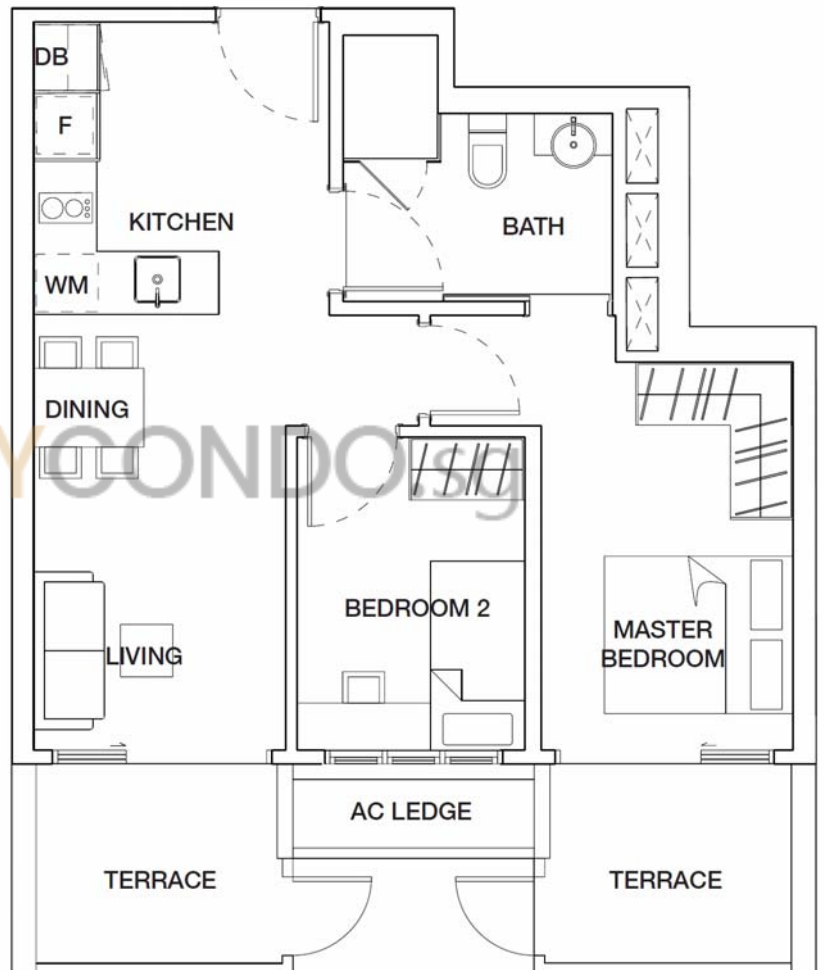 DB
F
KITCHEN
BATH
WM
DINING
YCONDO.sg
BEDROOM 2
MASTER
BEDROOM
LIVING
AC LEDGE
TERRACE
TERRACE